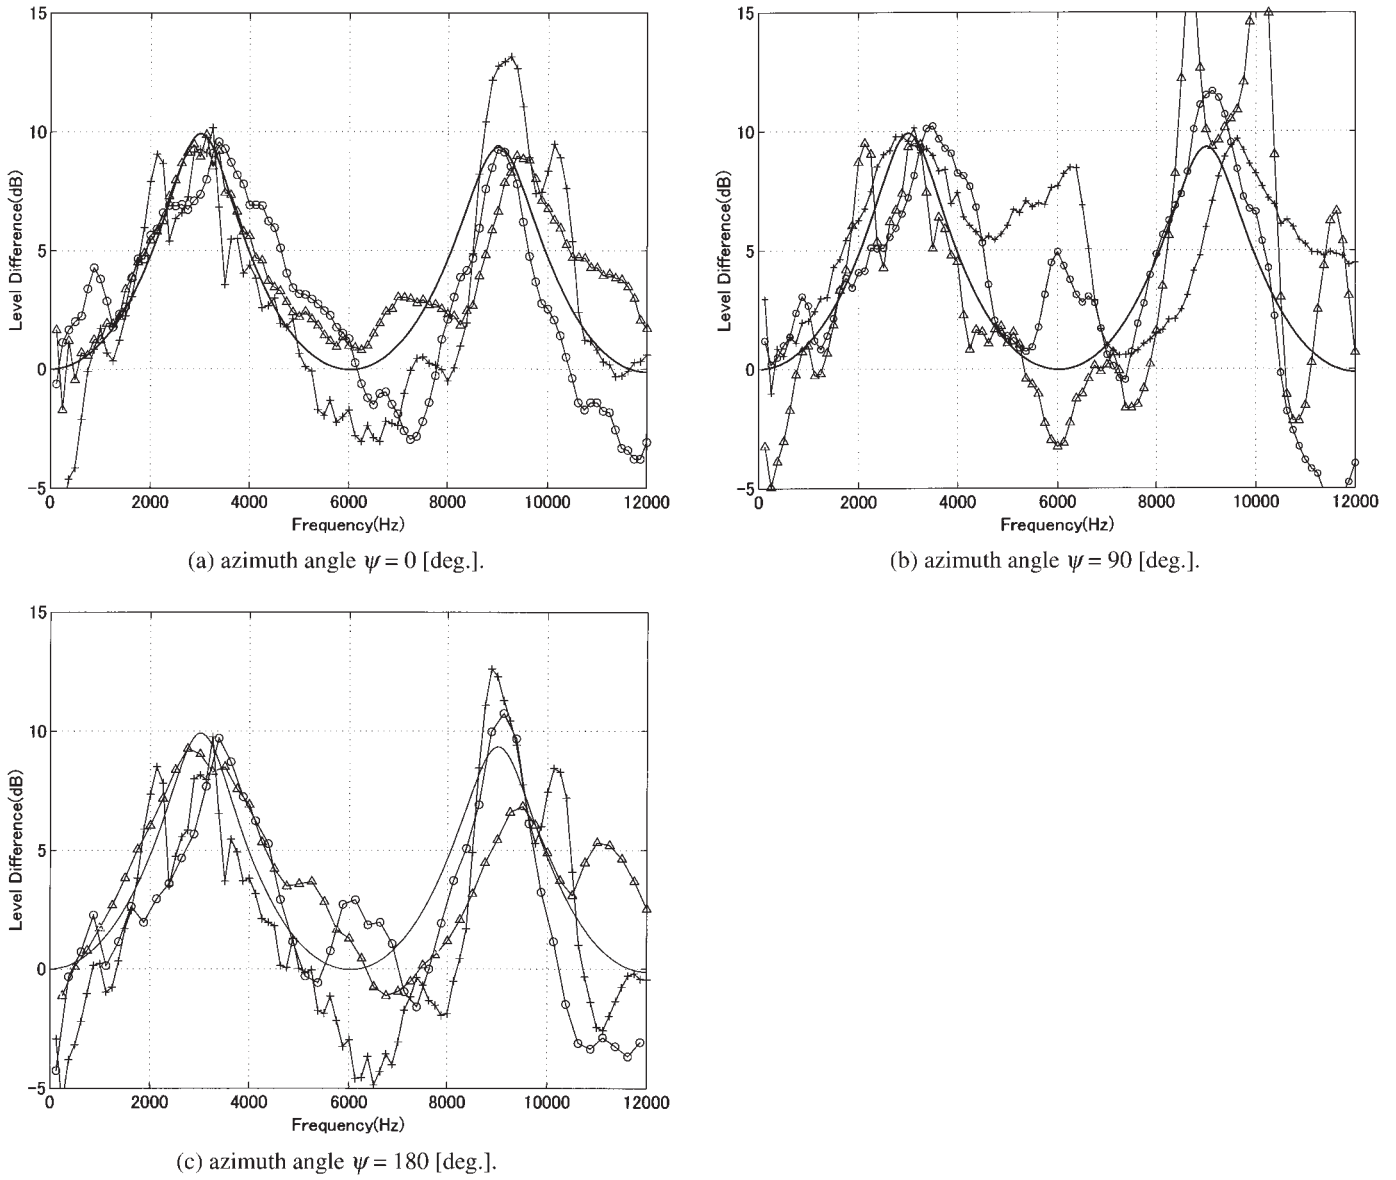 15
10
5
0
-5
Level Difference(dB)
0 2000 4000 6000 8000 10000 12000
Frequency(Hz)
(a) azimuth angle ψ = 0 [deg.].
15
10
5
0
-5
Level Difference(dB)
0 2000 4000 6000 8000 10000 12000
Frequency(Hz)
(b) azimuth angle ψ = 90 [deg.].
15
10
5
0
-5
Level Difference(dB)
0 2000 4000 6000 8000 10000 12000
Frequency(Hz)
(c) azimuth angle ψ = 180 [deg.].